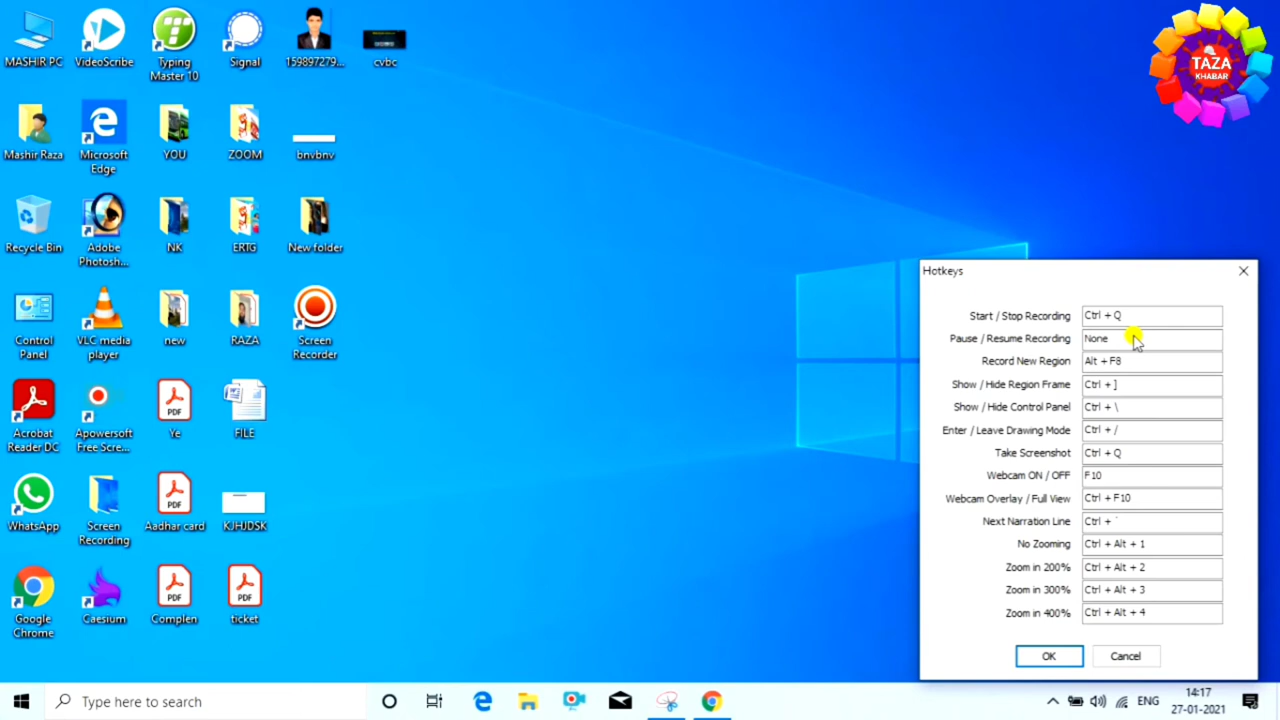 MASHIR PC
VideoScribe
Typing
Master 10
Signal
159897279...
cvbc
TAZA
KHABAR
Mashir Raza
Microsoft
Edge
YOU
ZOOM
bnvbnv
Recycle Bin
Adobe
Photosh...
NK
ERTG
New folder
Control
Panel
VLC media
player
new
RAZA
Screen
Recorder
Acrobat
Reader DC
Apowersoft
Free Scre...
PDF
Ye
FILE
WhatsApp
Screen
Recording
PDF
Aadhar card
KJHJDSK
Google
Chrome
Caesium
PDF
Complen
PDF
ticket
Hotkeys
Start / Stop Recording Ctrl + Q
Pause / Resume Recording None
Record New Region Alt + F8
Show / Hide Region Frame Ctrl + ]
Show / Hide Control Panel Ctrl + \
Enter / Leave Drawing Mode Ctrl + /
Take Screenshot Ctrl + Q
Webcam ON / OFF F10
Webcam Overlay / Full View Ctrl + F10
Next Narration Line Ctrl + `
No Zooming Ctrl + Alt + 1
Zoom in 200% Ctrl + Alt + 2
Zoom in 300% Ctrl + Alt + 3
Zoom in 400% Ctrl + Alt + 4
OK Cancel
Type here to search
ENG
14:17
27-01-2021